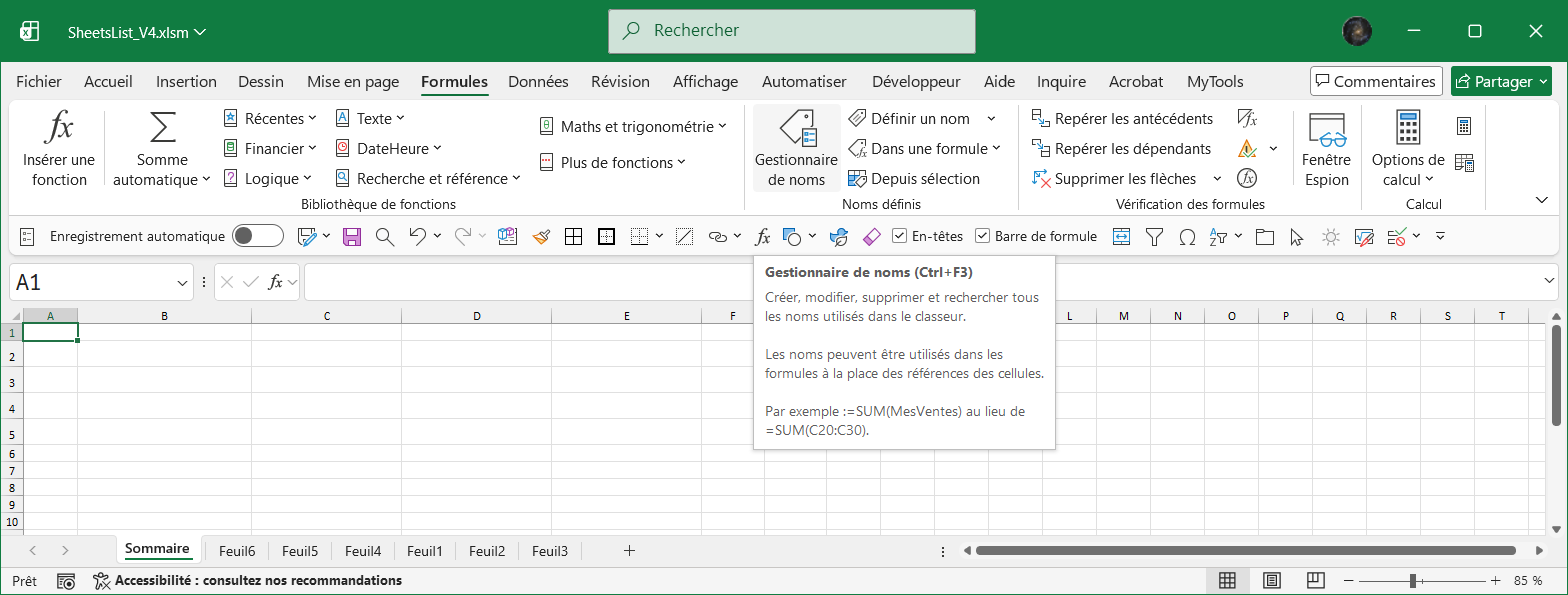 SheetsList_V4.xlsm
Rechercher
Fichier Accueil Insertion Dessin Mise en page Formules Données Révision Affichage Automatiser Développeur Aide Inquire Acrobat MyTools
Commentaires
Partager
fx
Insérer une
fonction
Somme
automatique
Récentes
Financier
Logique
Texte
DateHeure
Recherche et référence
Maths et trigonométrie
Plus de fonctions
Bibliothèque de fonctions
Gestionnaire
de noms
Définir un nom
Dans une formule
Depuis sélection
Noms définis
Repérer les antécédents
Repérer les dépendants
Supprimer les flèches
Vérification des formules
Fenêtre
Espion
Options de
calcul
Calcul
Enregistrement automatique
fx
En-têtes
Barre de formule
A1
fx
Gestionnaire de noms (Ctrl+F3)
Créer, modifier, supprimer et rechercher tous
les noms utilisés dans le classeur.
Les noms peuvent être utilisés dans les
formules à la place des références des cellules.
Par exemple :=SUM(MesVentes) au lieu de
=SUM(C20:C30).
A B C D E F L M N O P Q R S T
1
2
3
4
5
6
7
8
9
10
Sommaire Feuil6 Feuil5 Feuil4 Feuil1 Feuil2 Feuil3
Prêt
Accessibilité : consultez nos recommandations
85 %